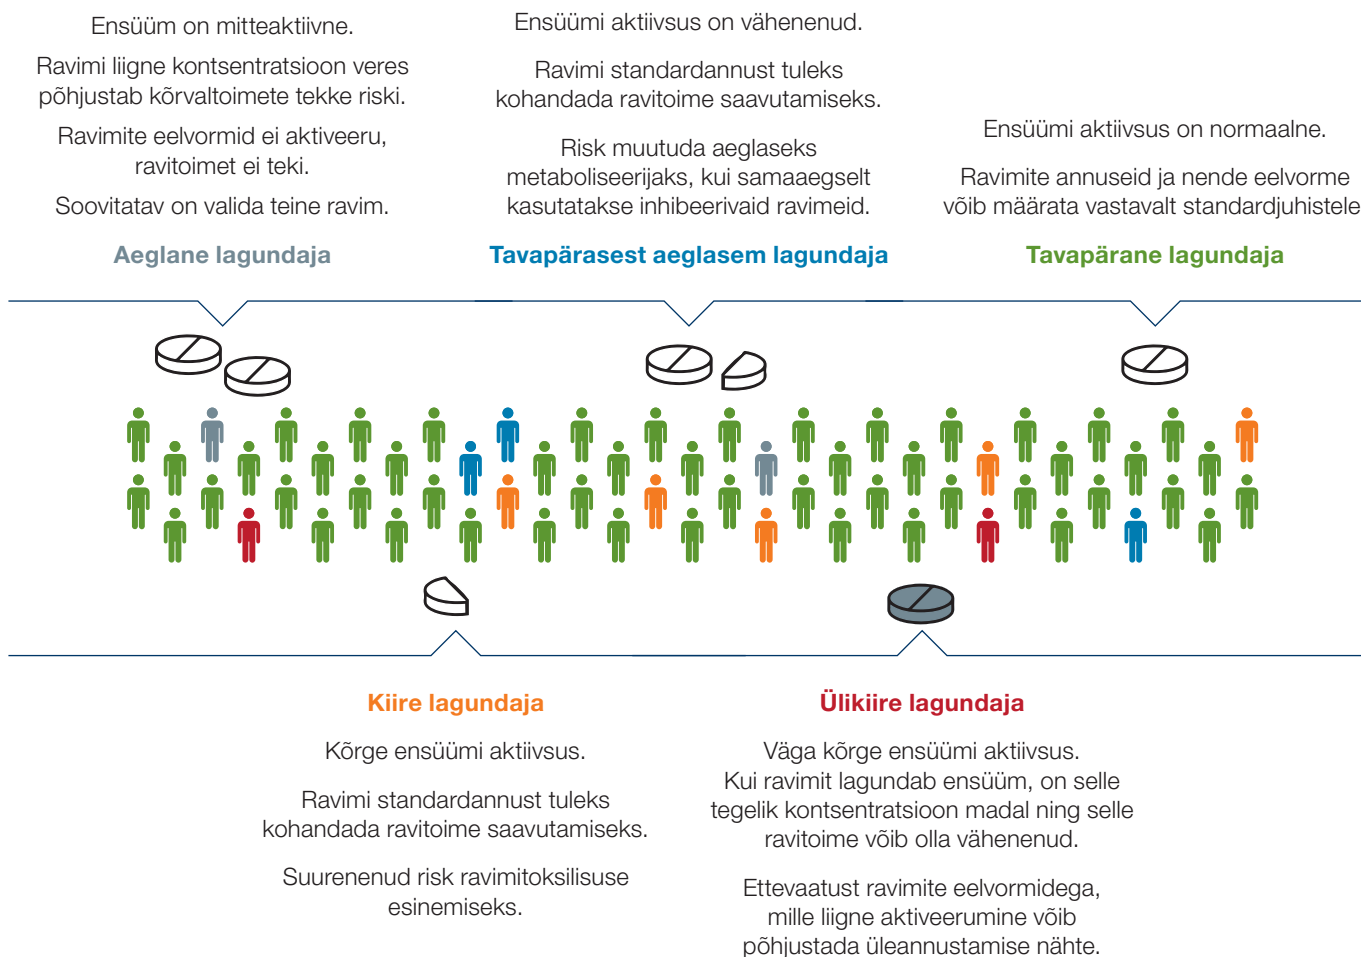 Ensüüm on mitteaktiivne.
Ravimi liigne kontsentratsioon veres
põhjustab kõrvaltoimete tekke riski.
Ravimite eelvormid ei aktiveeru,
ravitoimet ei teki.
Soovitatav on valida teine ravim.
Aeglane lagundaja
Ensüümi aktiivsus on vähenenud.
Ravimi standardannust tuleks
kohandada ravitoime saavutamiseks.
Risk muutuda aeglaseks
metaboliseerijaks, kui samaaegselt
kasutatakse inhibeerivaid ravimeid.
Tavapärasest aeglasem lagundaja
Ensüümi aktiivsus on normaalne.
Ravimite annuseid ja nende eelvorme
võib määrata vastavalt standardjuhistele
Tavapärane lagundaja
Kiire lagundaja
Kõrge ensüümi aktiivsus.
Ravimi standardannust tuleks
kohandada ravitoime saavutamiseks.
Suurenenud risk ravimitoksilisuse
esinemiseks.
Ülikiire lagundaja
Väga kõrge ensüümi aktiivsus.
Kui ravimit lagundab ensüüm, on selle
tegelik kontsentratsioon madal ning selle
ravitoime võib olla vähenenud.
Ettevaatust ravimite eelvormidega,
mille liigne aktiveerumine võib
põhjustada üleannustamise nähte.